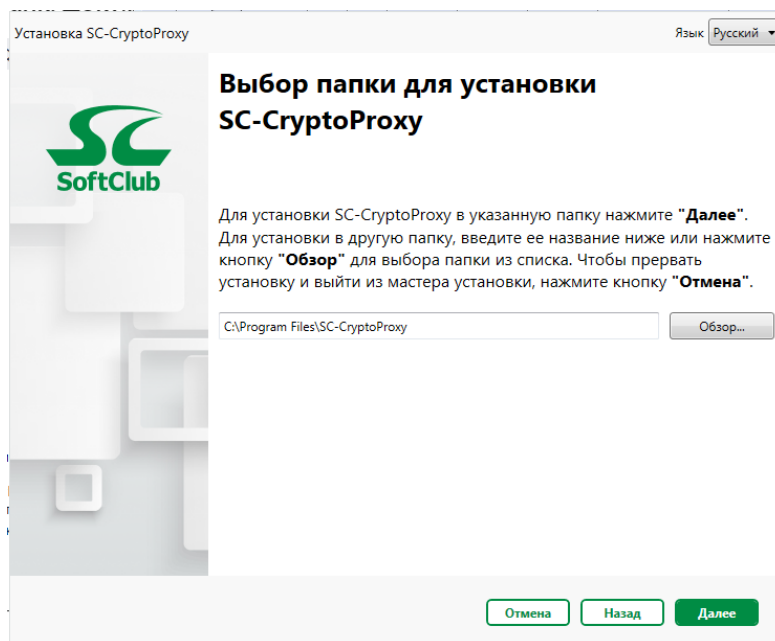 Установка SC-CryptoProxy
Язык Русский
Выбор папки для установки
SC-CryptoProxy
SC
SoftClub
Для установки SC-CryptoProxy в указанную папку нажмите "Далее".
Для установки в другую папку, введите ее название ниже или нажмите
кнопку "Обзор" для выбора папки из списка. Чтобы прервать
установку и выйти из мастера установки, нажмите кнопку "Отмена".
C:\Program Files\SC-CryptoProxy
Обзор...
Отмена
Назад
Далее